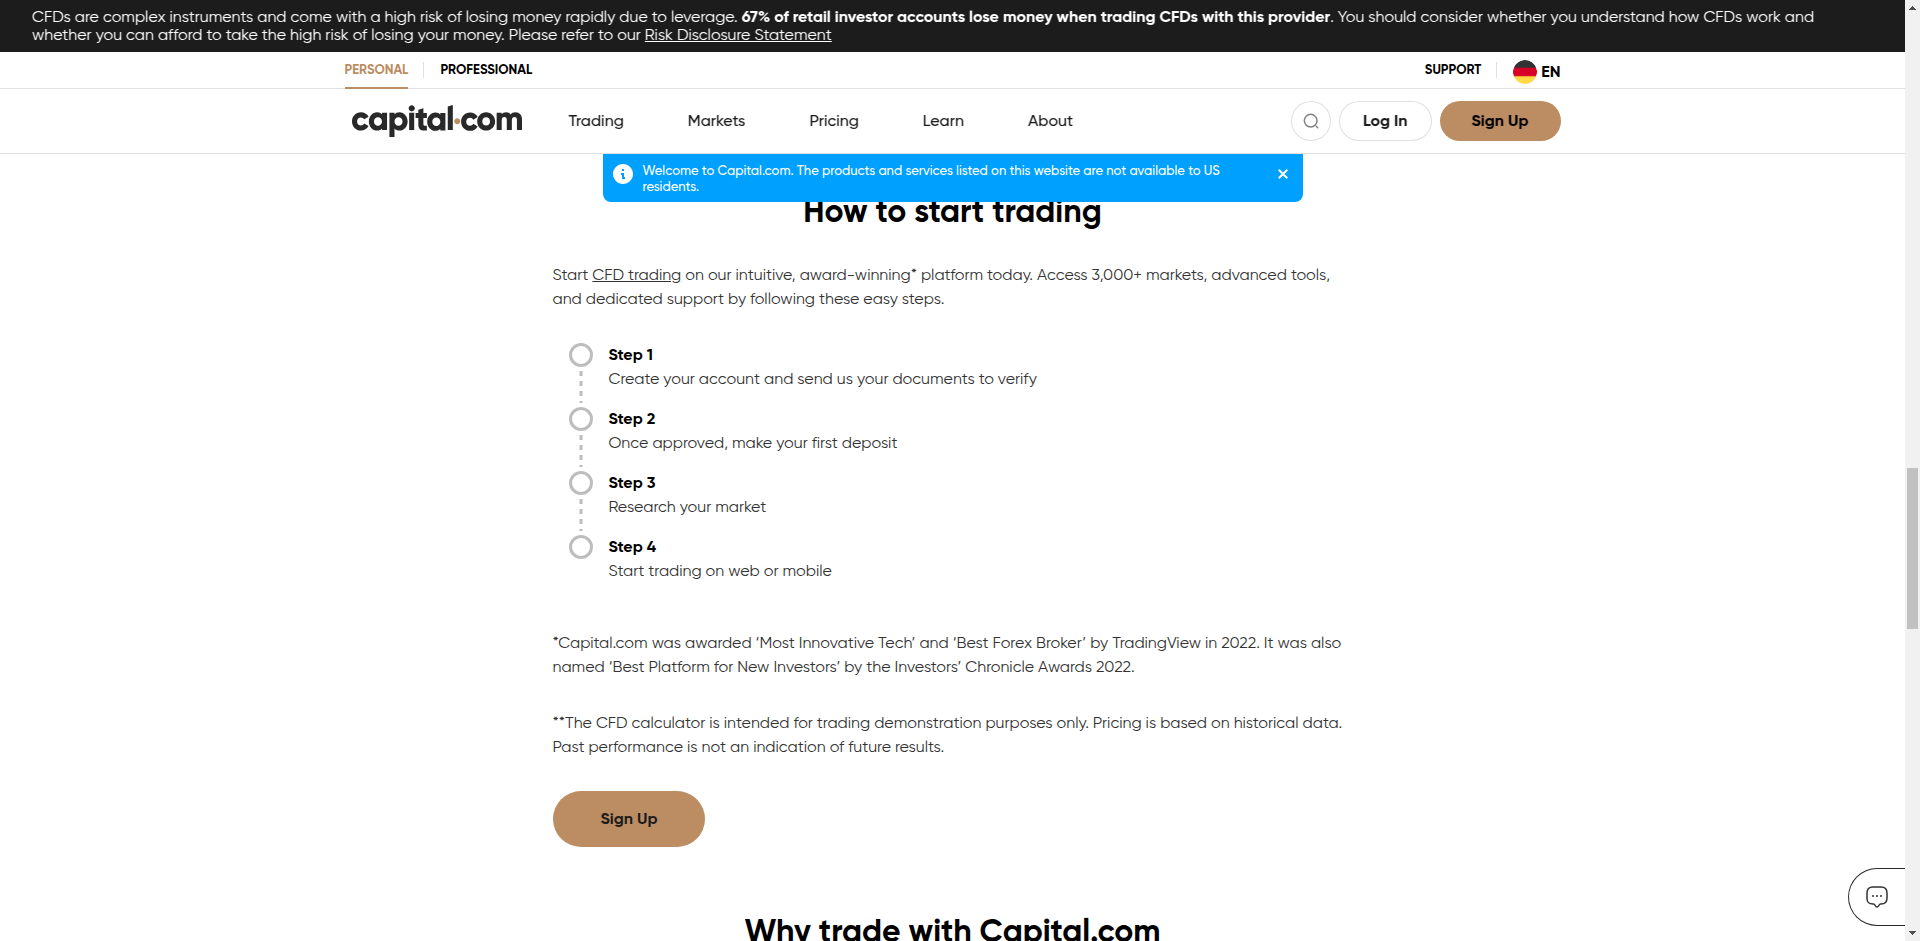 CFDs are complex instruments and come with a high risk of losing money rapidly due to leverage. 67% of retail investor accounts lose money when trading CFDs with this provider. You should consider whether you understand how CFDs work and
whether you can afford to take the high risk of losing your money. Please refer to our Risk Disclosure Statement
PERSONAL PROFESSIONAL SUPPORT EN
capital.com Trading Markets Pricing Learn About Log In Sign Up
Welcome to Capital.com. The products and services listed on this website are not available to US
residents.
How to start trading
Start CFD trading on our intuitive, award-winning* platform today. Access 3,000+ markets, advanced tools,
and dedicated support by following these easy steps.
Step 1
Create your account and send us your documents to verify
Step 2
Once approved, make your first deposit
Step 3
Research your market
Step 4
Start trading on web or mobile
*Capital.com was awarded ‘Most Innovative Tech’ and ‘Best Forex Broker’ by TradingView in 2022. It was also
named ‘Best Platform for New Investors’ by the Investors’ Chronicle Awards 2022.
**The CFD calculator is intended for trading demonstration purposes only. Pricing is based on historical data.
Past performance is not an indication of future results.
Sign Up
Why trade with Capital.com